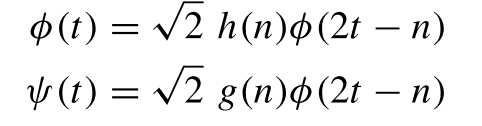 ϕ(t) = √2 h(n)ϕ(2t − n)
ψ(t) = √2 g(n)ϕ(2t − n)